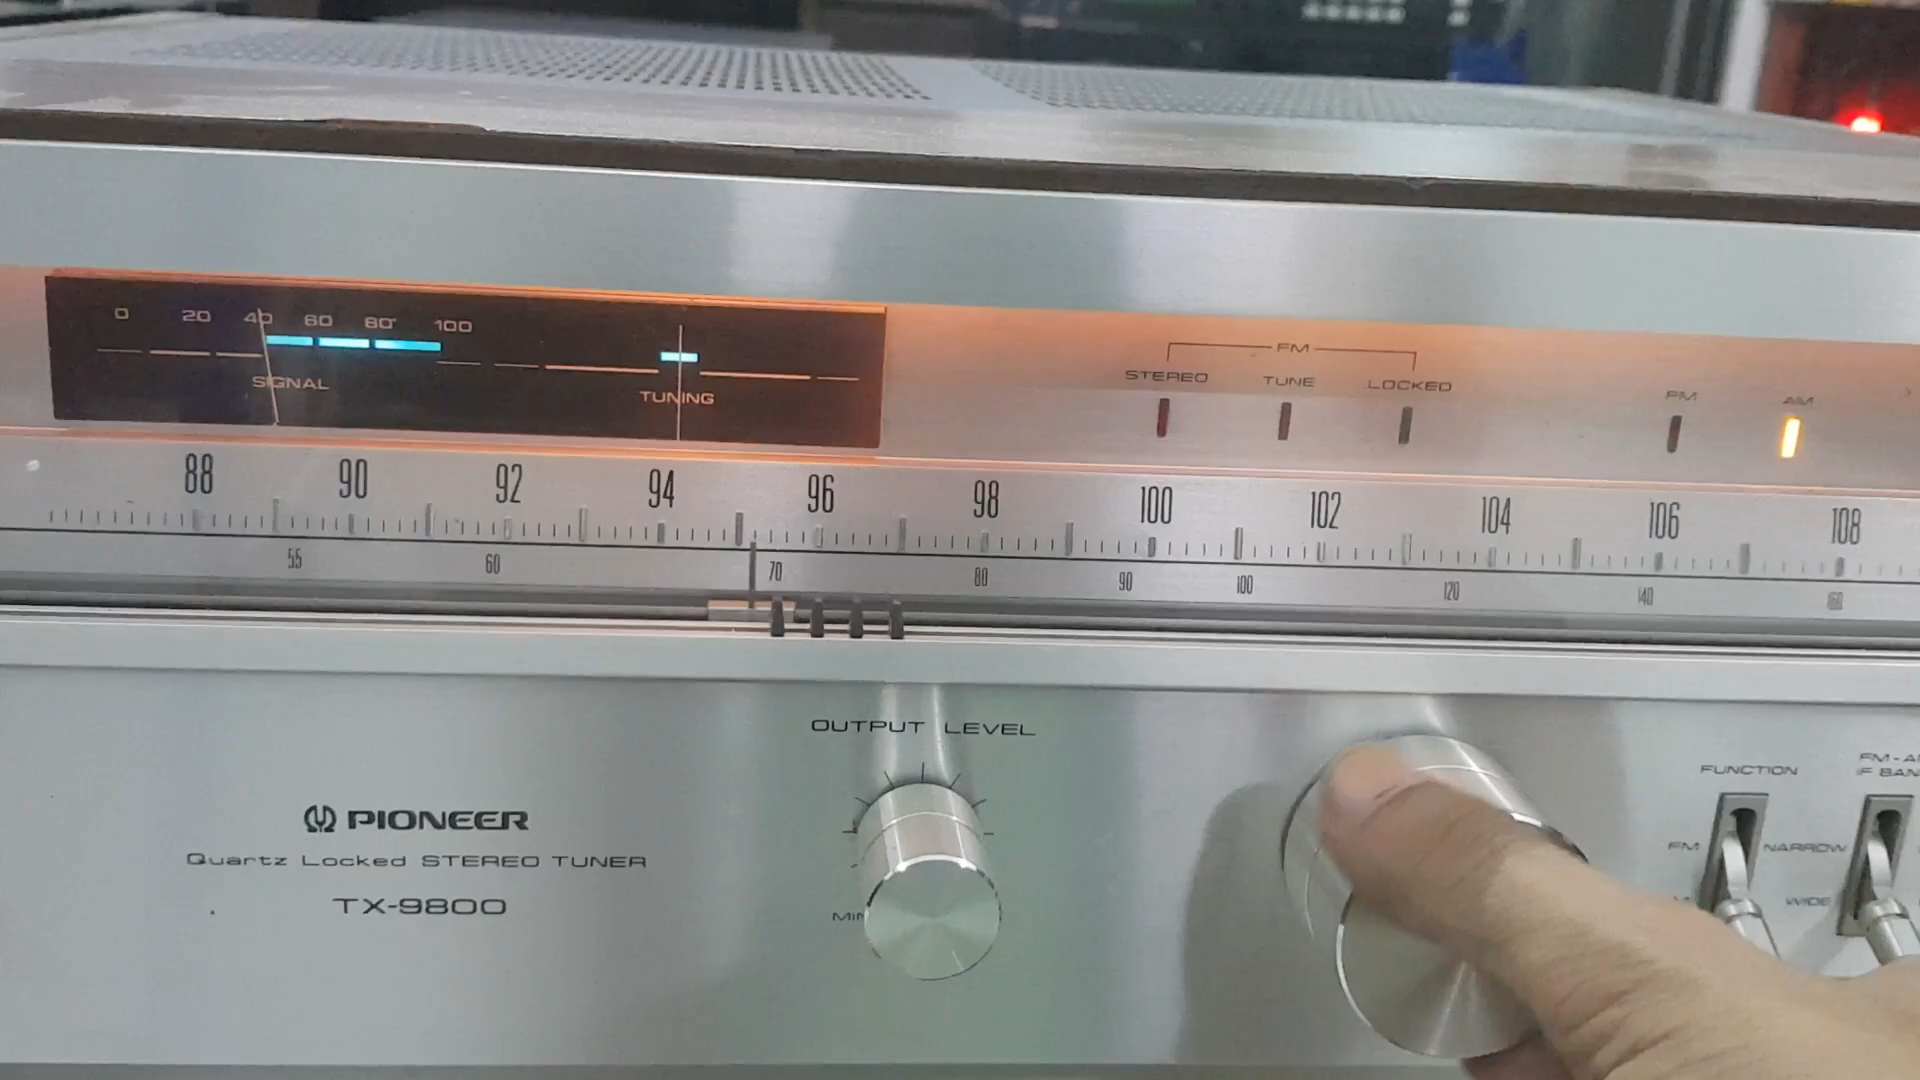 0 20 40 60 80 100
SIGNAL
TUNING
FM
STEREO TUNE LOCKED
FM AM
88 90 92 94 96 98 100 102 104 106 108
55 60 70 80 90 100 120 140 160
OUTPUT LEVEL
MIN
PIONEER
Quartz Locked STEREO TUNER
TX-9800
FUNCTION
FM
NARROW
WIDE